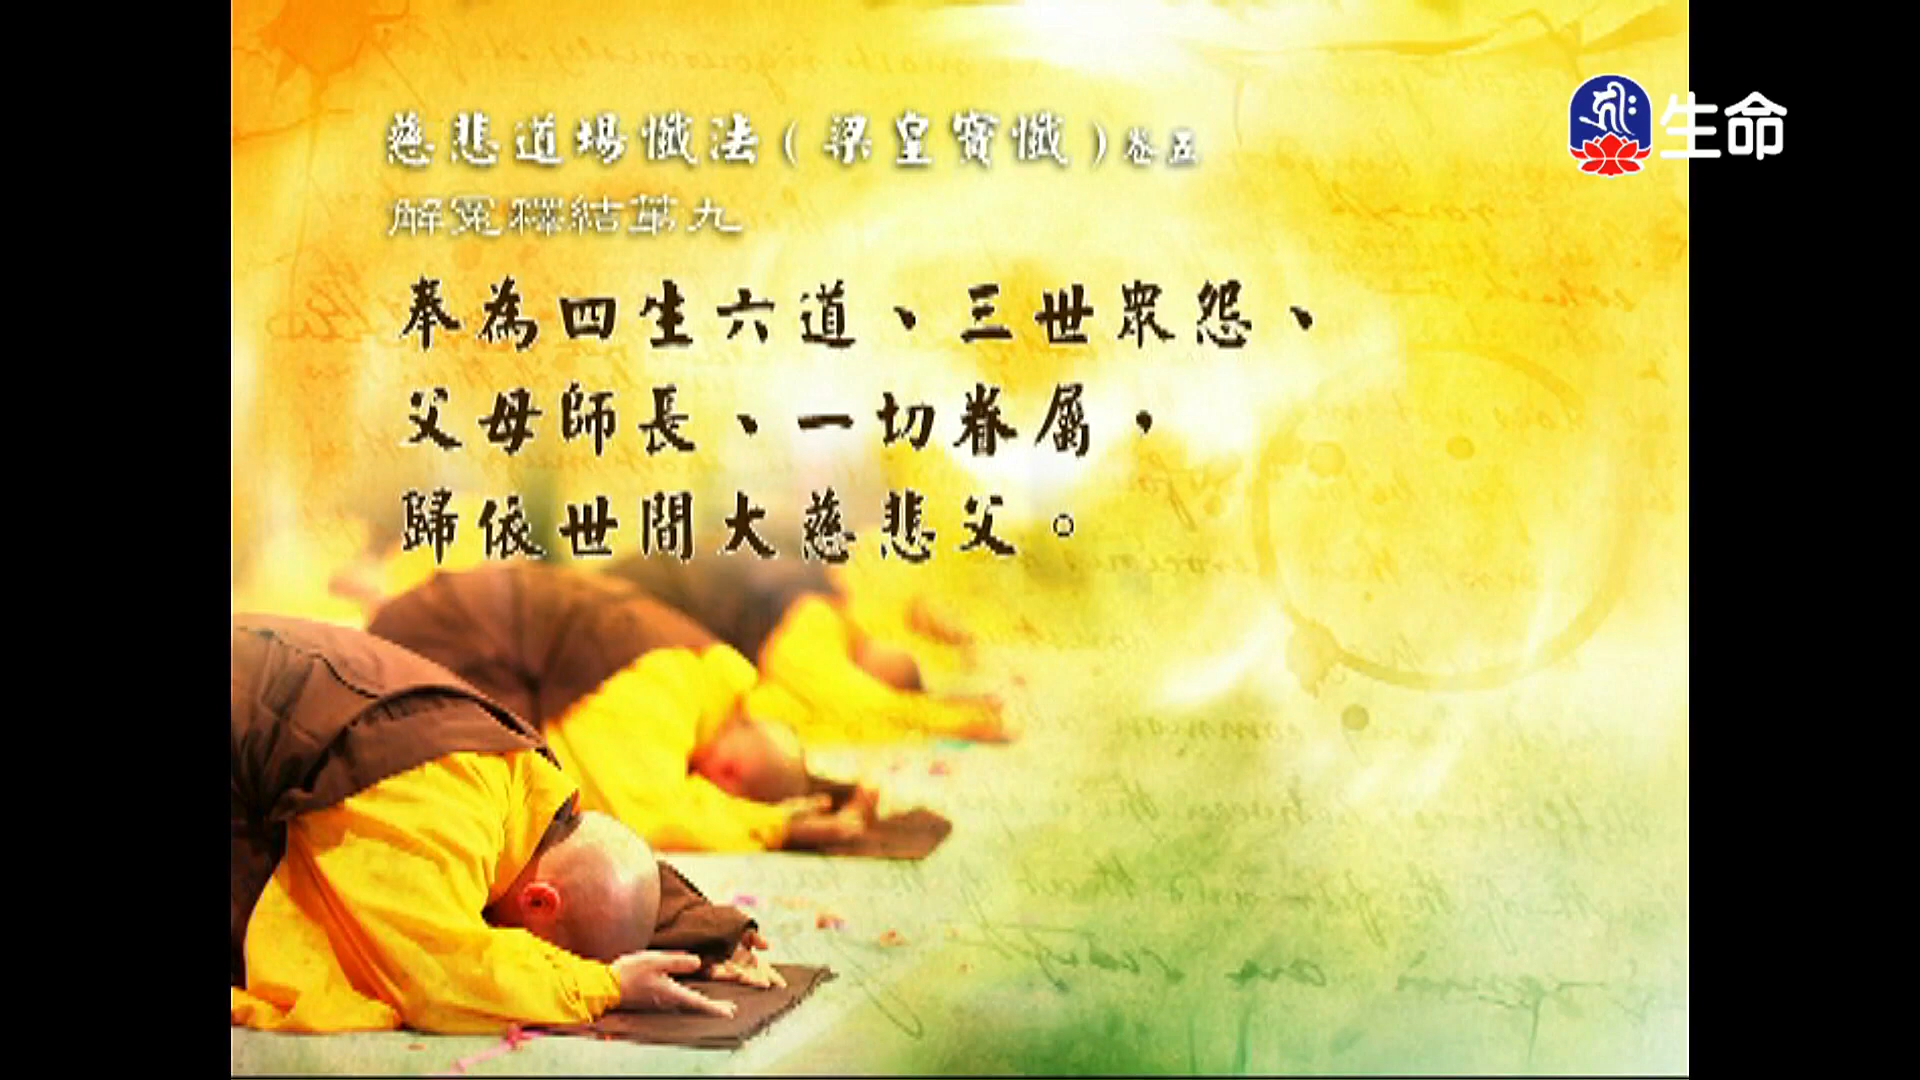 慈悲道場懺法(梁皇寶懺)卷五
生命
解冤釋結第九
奉為四生六道、三世眾怨、
父母師長、一切眷屬,
歸依世間大慈悲父。